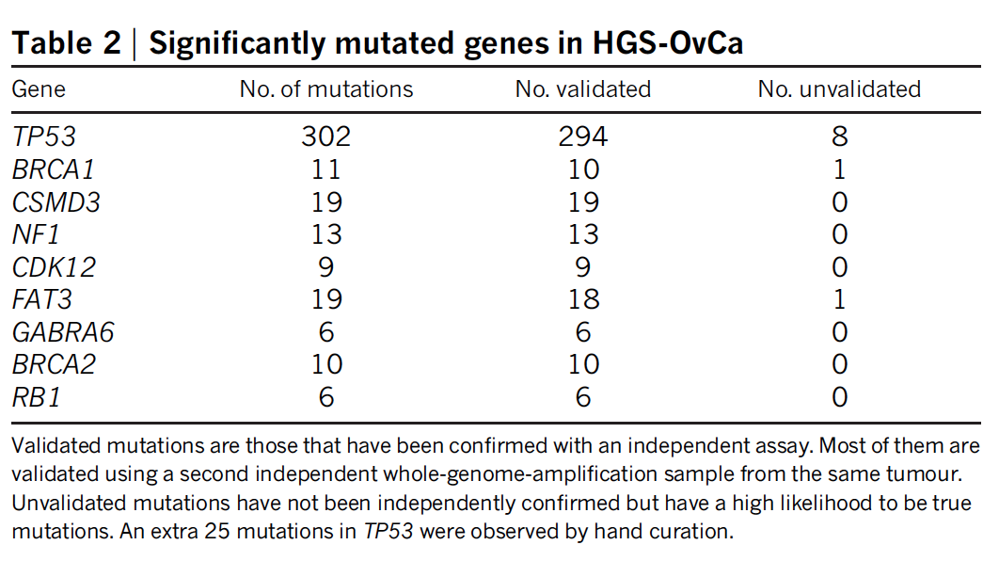 Table 2 | Significantly mutated genes in HGS-OvCa
Gene No. of mutations No. validated No. unvalidated
TP53 302 294 8
BRCA1 11 10 1
CSMD3 19 19 0
NF1 13 13 0
CDK12 9 9 0
FAT3 19 18 1
GABRA6 6 6 0
BRCA2 10 10 0
RB1 6 6 0
Validated mutations are those that have been confirmed with an independent assay. Most of them are
validated using a second independent whole-genome-amplification sample from the same tumour.
Unvalidated mutations have not been independently confirmed but have a high likelihood to be true
mutations. An extra 25 mutations in TP53 were observed by hand curation.